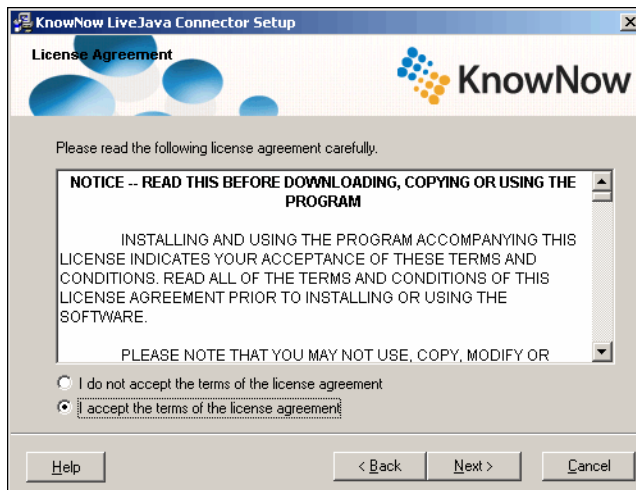 KnowNow LiveJava Connector Setup
License Agreement
KnowNow
Please read the following license agreement carefully.
NOTICE -- READ THIS BEFORE DOWNLOADING, COPYING OR USING THE
PROGRAM
INSTALLING AND USING THE PROGRAM ACCOMPANYING THIS
LICENSE INDICATES YOUR ACCEPTANCE OF THESE TERMS AND
CONDITIONS. READ ALL OF THE TERMS AND CONDITIONS OF THIS
LICENSE AGREEMENT PRIOR TO INSTALLING OR USING THE
SOFTWARE.
PLEASE NOTE THAT YOU MAY NOT USE, COPY, MODIFY OR
I do not accept the terms of the license agreement
I accept the terms of the license agreement
Help < Back Next > Cancel